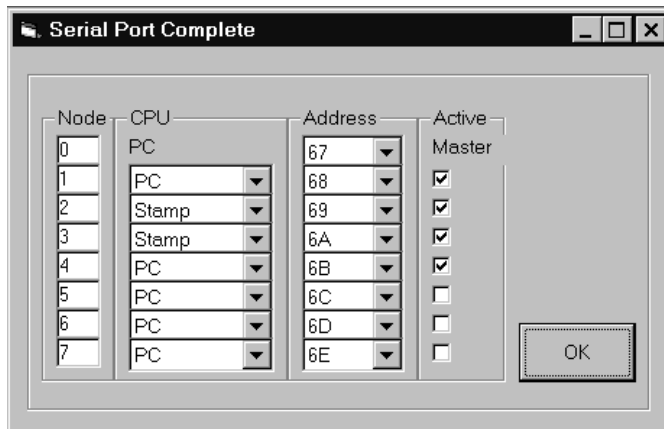 Serial Port Complete
Node CPU Address Active
0 PC 67 Master
1 PC 68
2 Stamp 69
3 Stamp 6A
4 PC 6B
5 PC 6C
6 PC 6D
7 PC 6E
OK